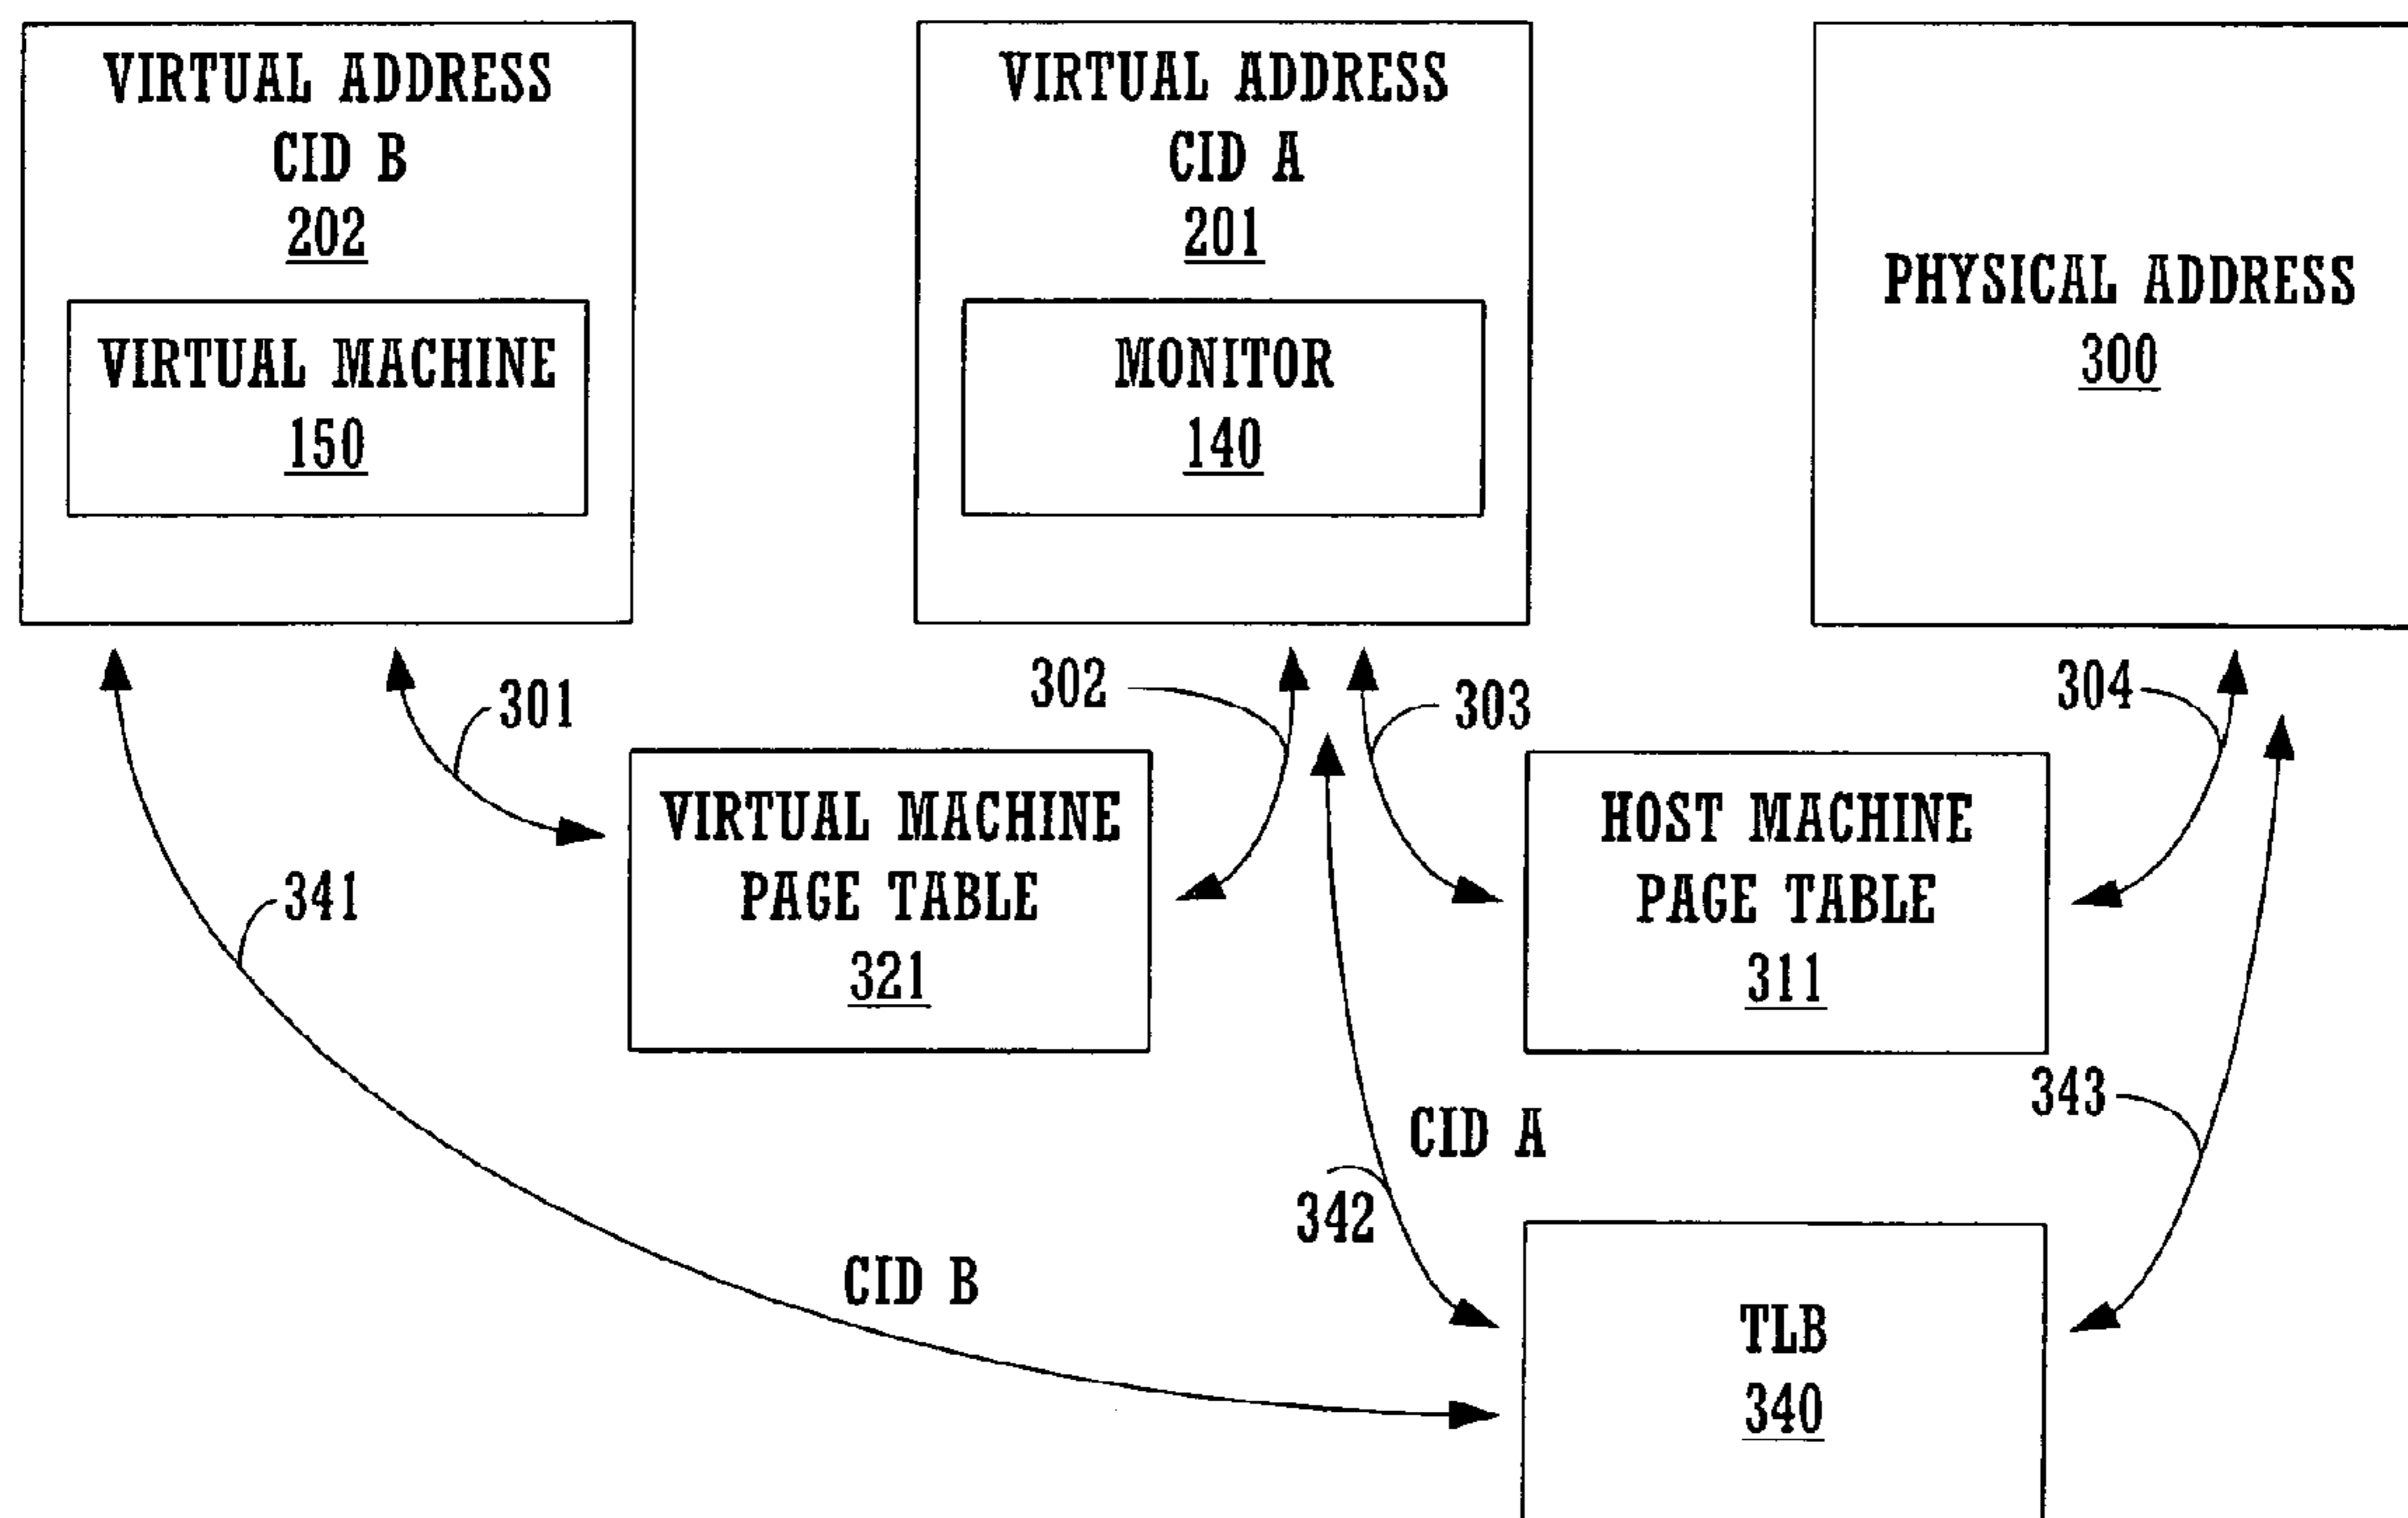 VIRTUAL ADDRESS
CID B
202
VIRTUAL MACHINE
150
VIRTUAL ADDRESS
CID A
201
MONITOR
140
PHYSICAL ADDRESS
300
301
302
303
304
VIRTUAL MACHINE
PAGE TABLE
321
HOST MACHINE
PAGE TABLE
311
341
CID A
342
343
CID B
TLB
340